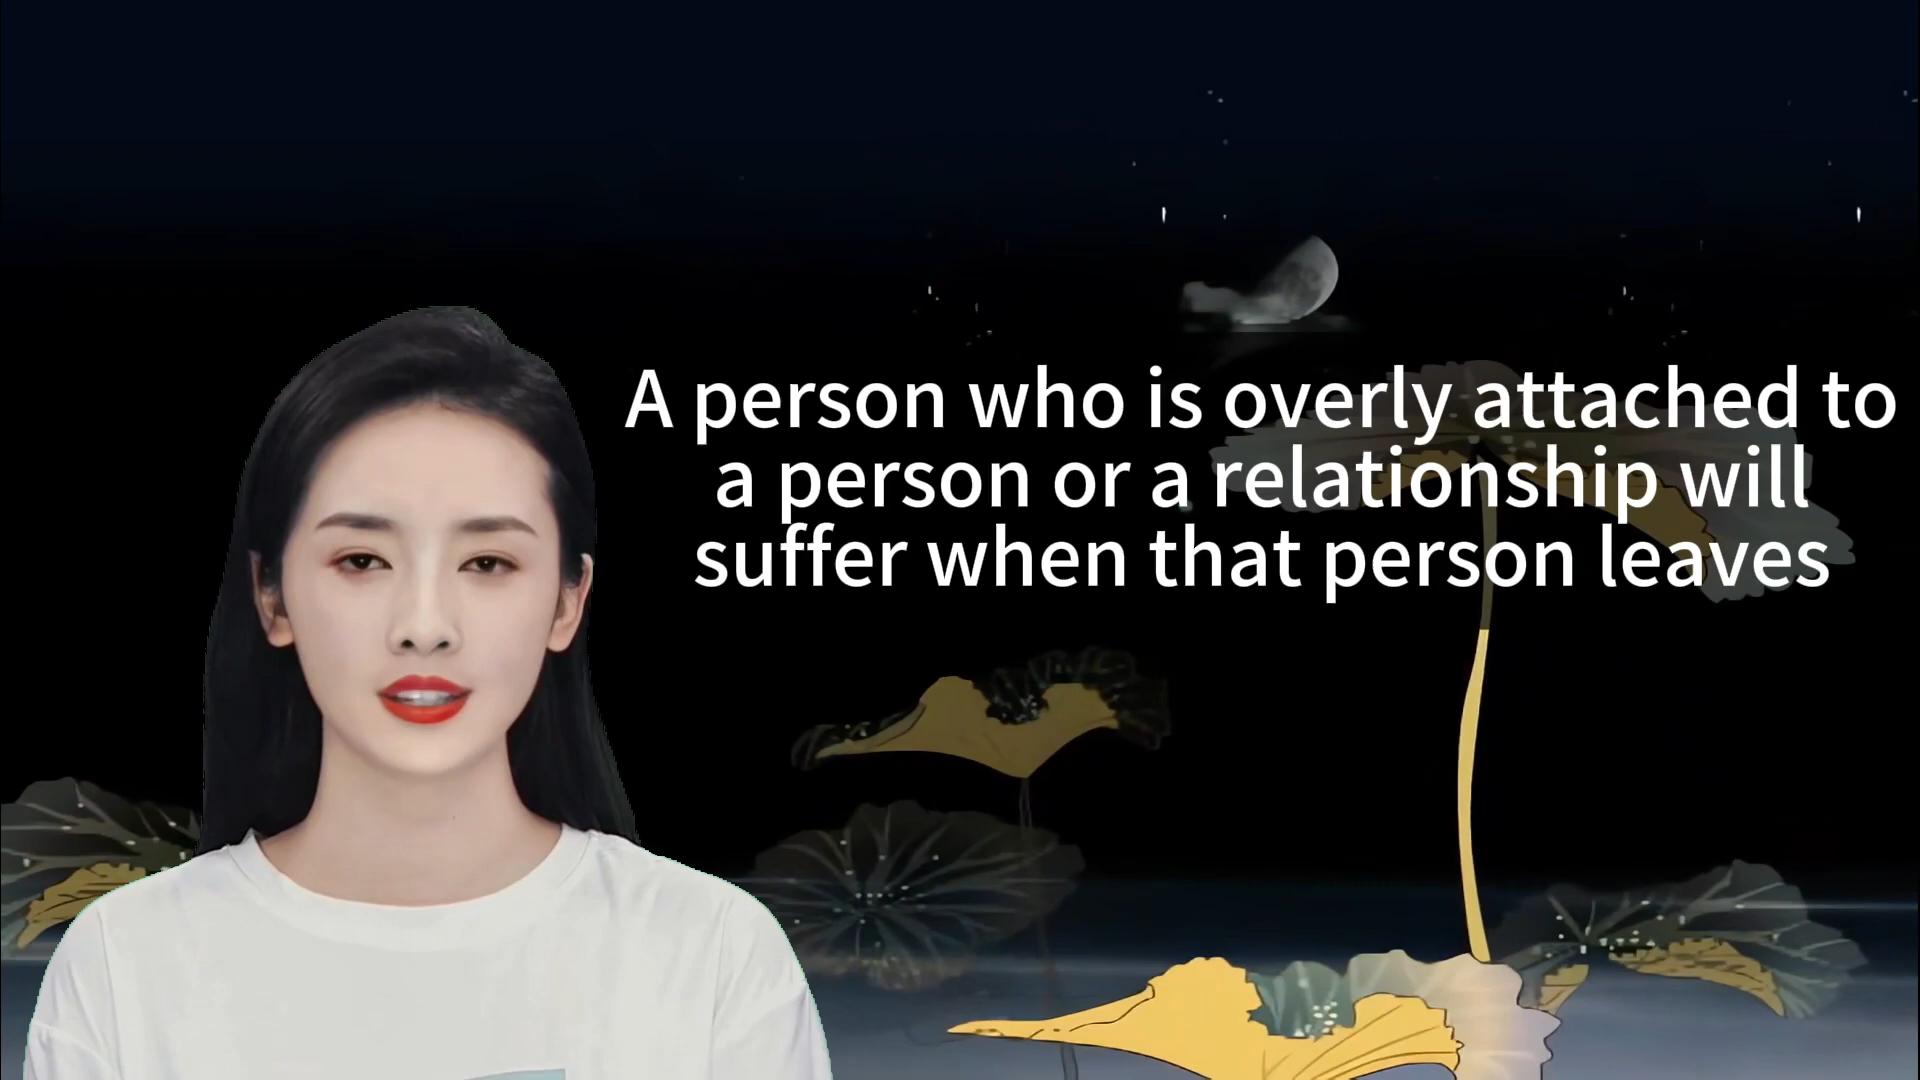 A person who is overly attached to
a person or a relationship will
suffer when that person leaves